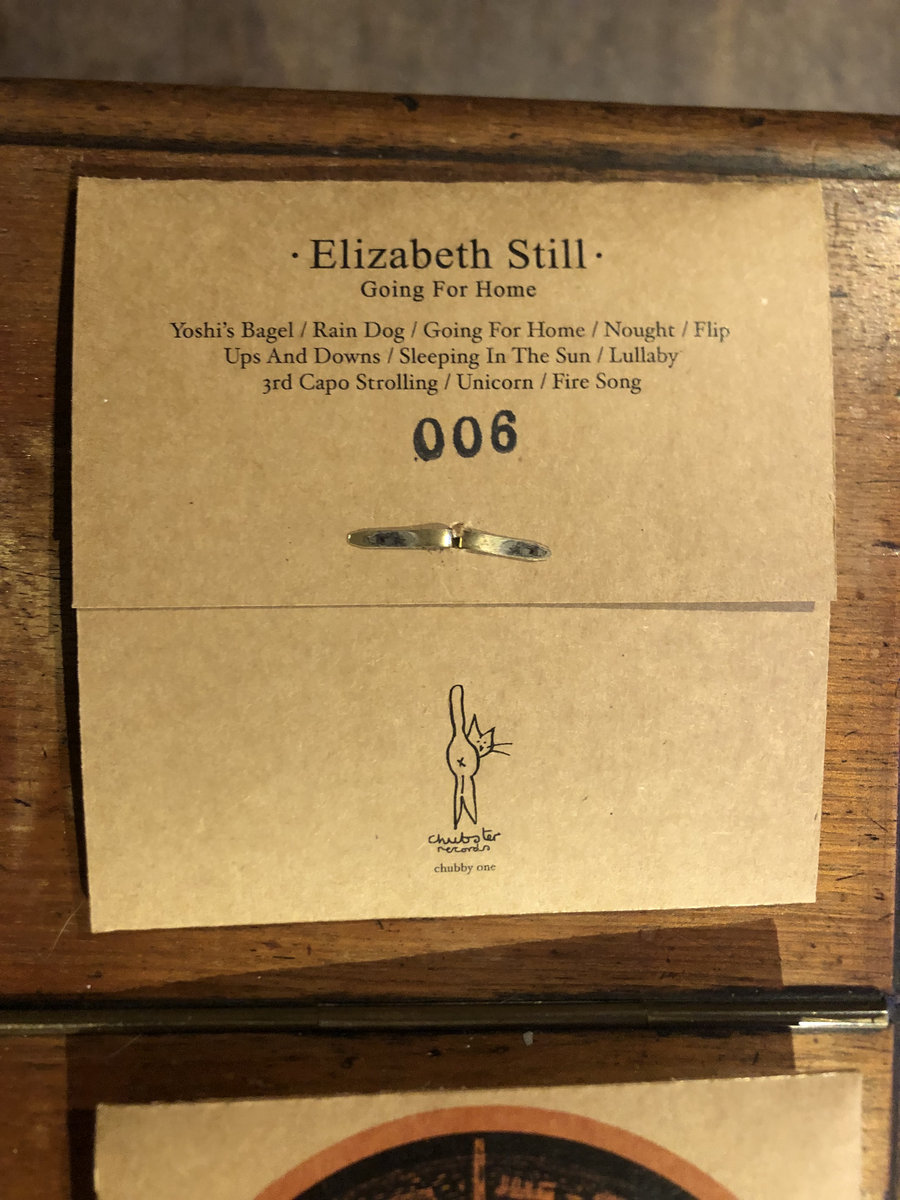 · Elizabeth Still ·
Going For Home
Yoshi's Bagel / Rain Dog / Going For Home / Nought / Flip
Ups And Downs / Sleeping In The Sun / Lullaby
3rd Capo Strolling / Unicorn / Fire Song
006
chubster
records
chubby one